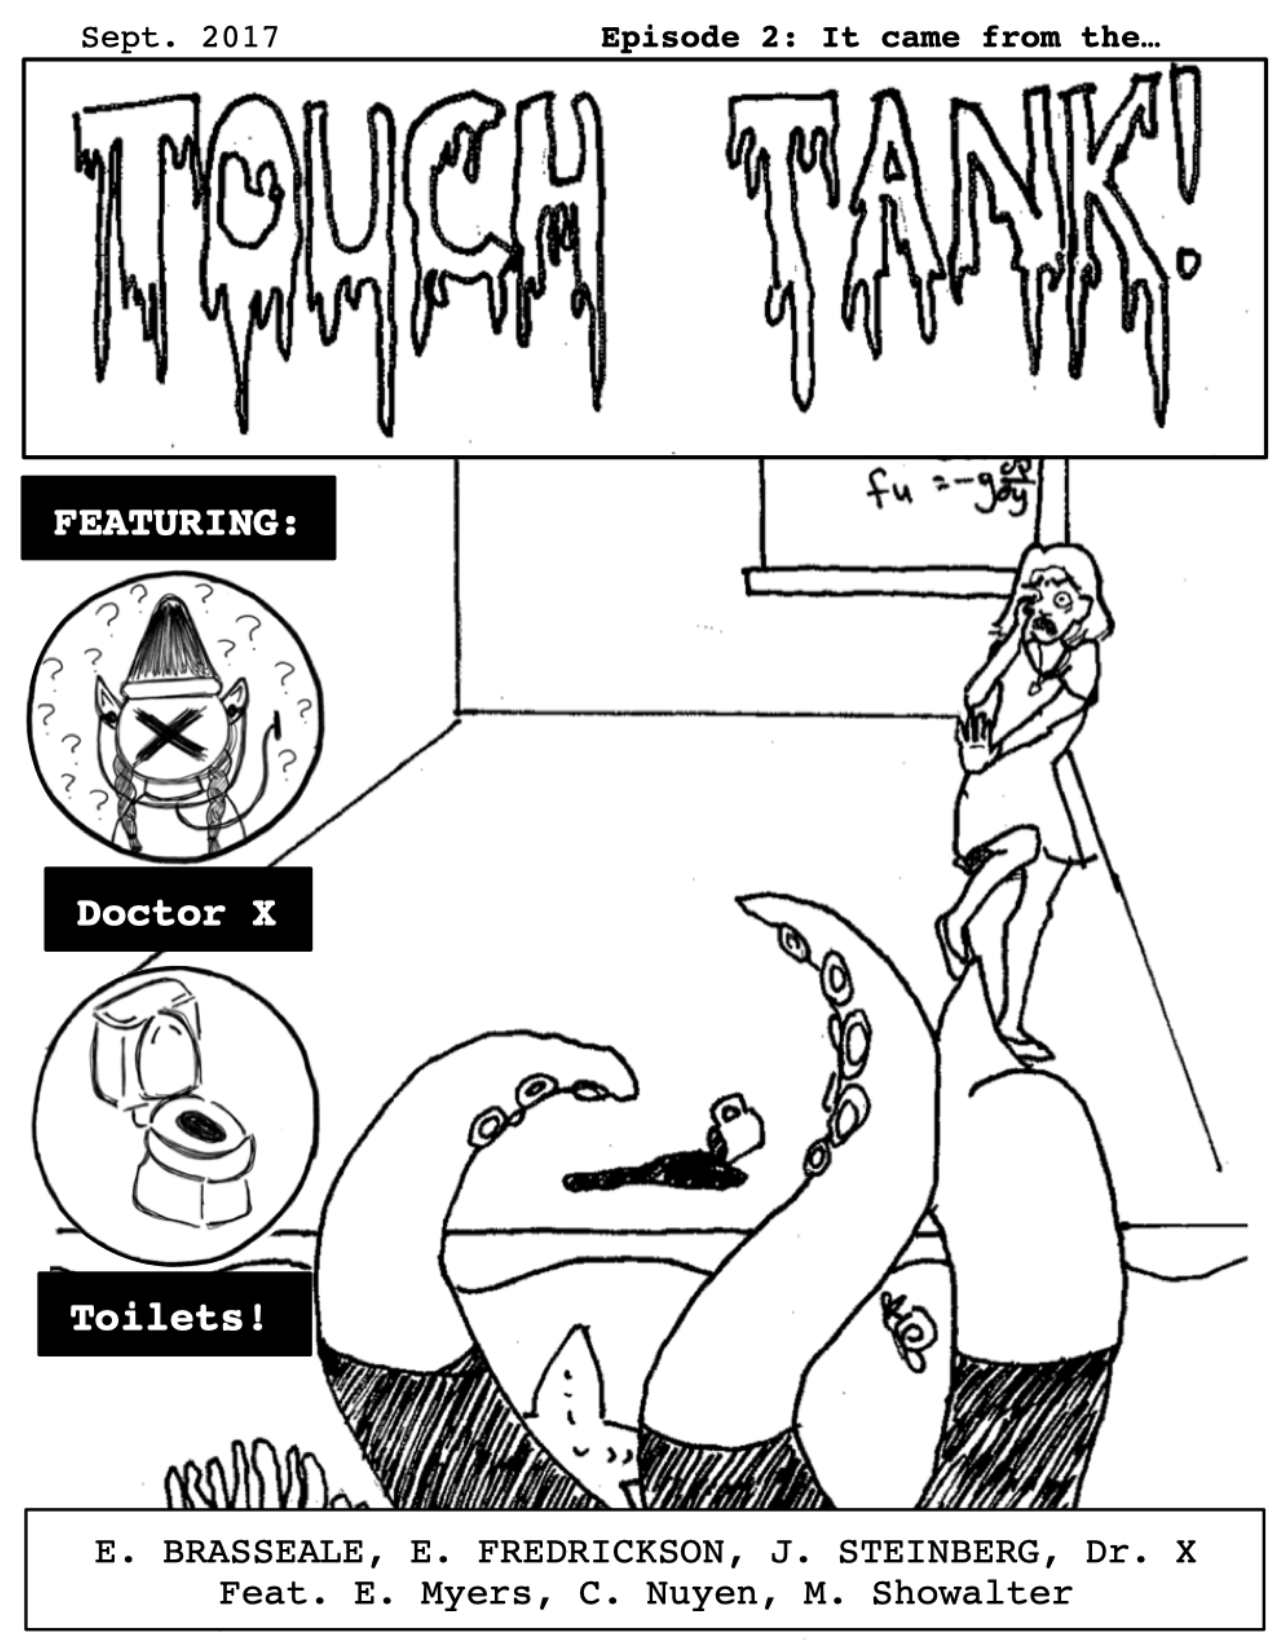 Sept. 2017
Episode 2: It came from the…
TOUCH TANK!
fu = -g∂p/∂y
FEATURING:
Doctor X
Toilets!
E. BRASSEALE, E. FREDRICKSON, J. STEINBERG, Dr. X
Feat. E. Myers, C. Nuyen, M. Showalter